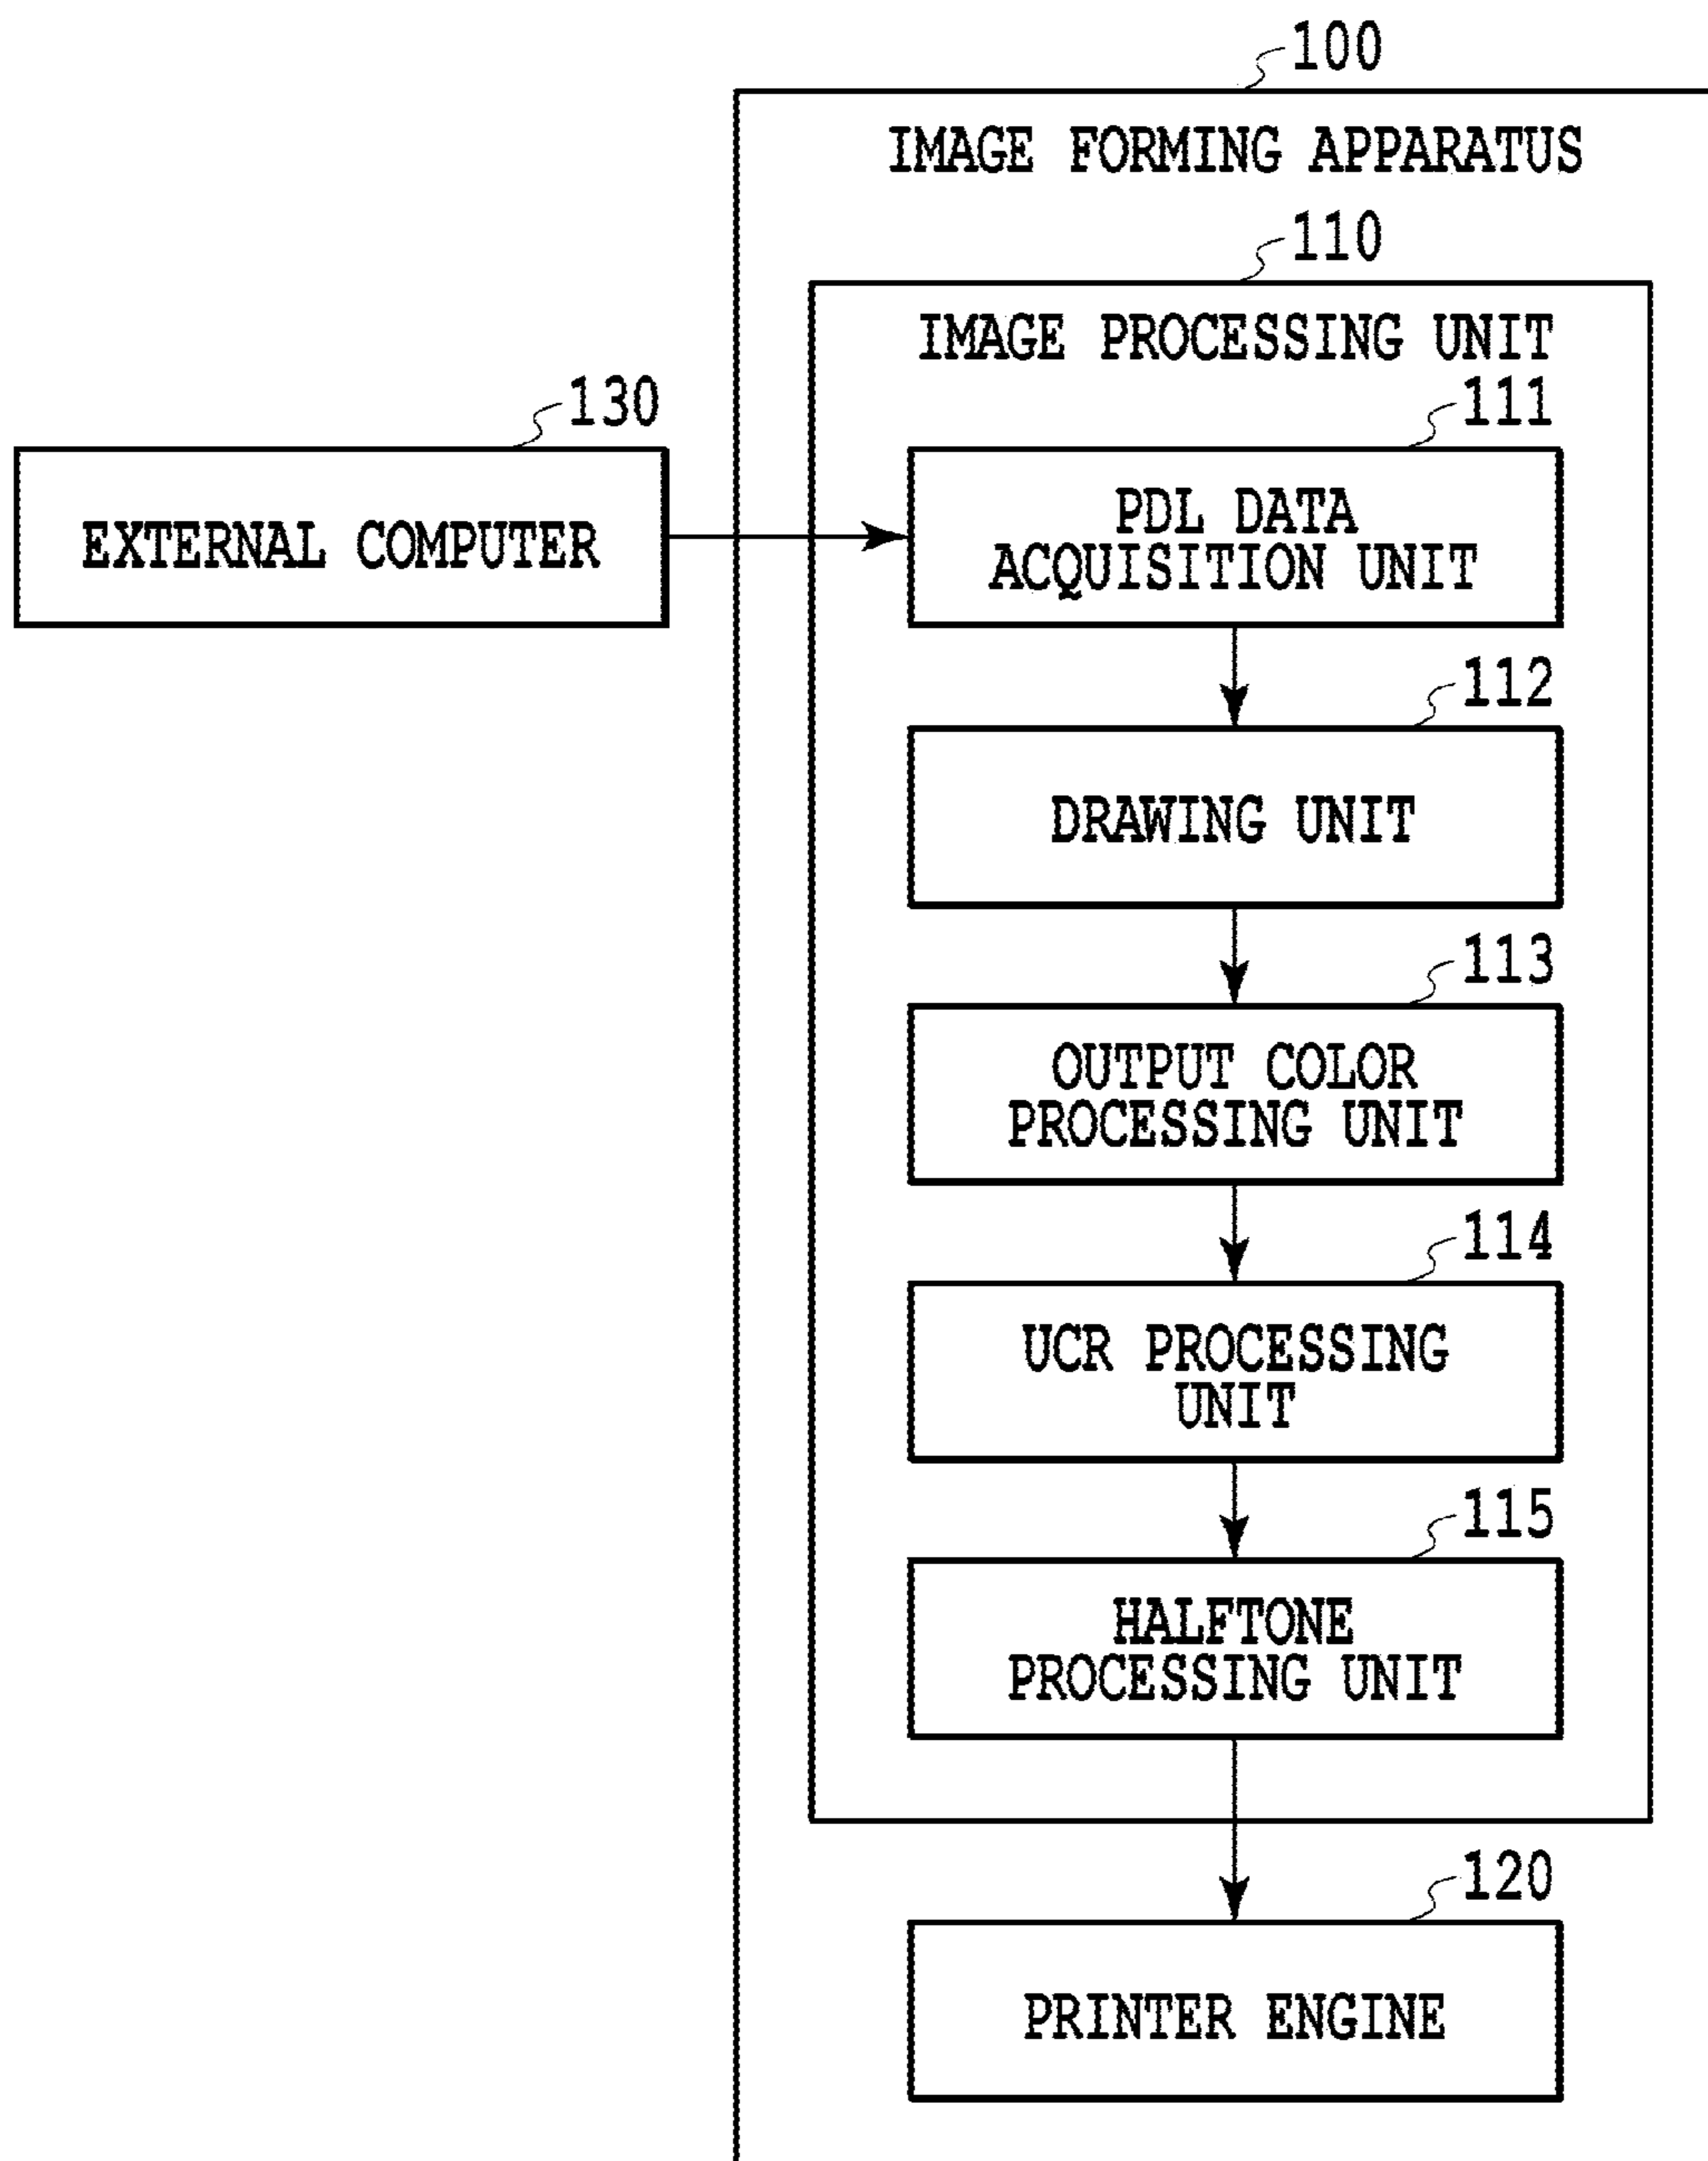 100
IMAGE FORMING APPARATUS
110
IMAGE PROCESSING UNIT
130
EXTERNAL COMPUTER
111
PDL DATA
ACQUISITION UNIT
112
DRAWING UNIT
113
OUTPUT COLOR
PROCESSING UNIT
114
UCR PROCESSING
UNIT
115
HALFTONE
PROCESSING UNIT
120
PRINTER ENGINE